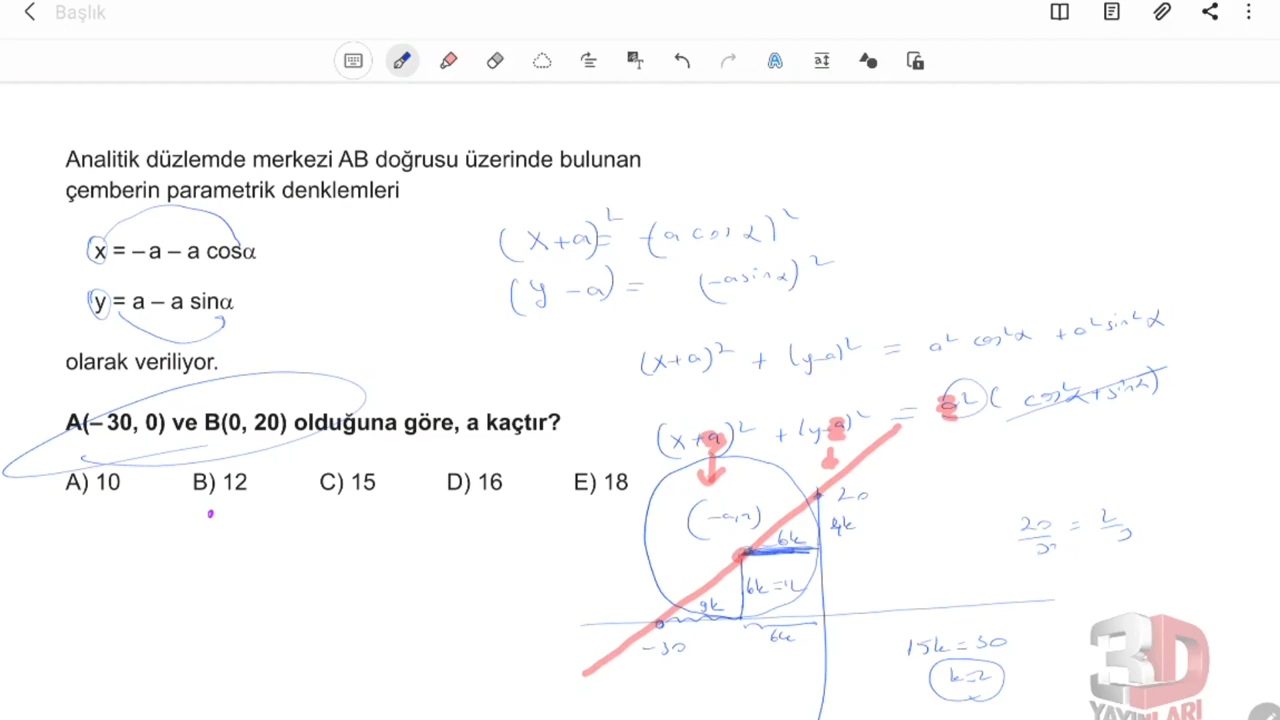 Başlık
Analitik düzlemde merkezi AB doğrusu üzerinde bulunan
çemberin parametrik denklemleri
x = – a – a cosα
y = a – a sinα
olarak veriliyor.
A(– 30, 0) ve B(0, 20) olduğuna göre, a kaçtır?
A) 10 B) 12 C) 15 D) 16 E) 18
(x+a)² = -(a cosα)²
(y-a) = (-a sinα)²
(x+a)² + (y-a)² = a² cos²α + a² sin²α
(x+a)² + (y-a)² = a² (cos²α + sin²α)
(-a,a)
20
4k
6k
6k =12
9k
6k
-30
20/30 = 2/3
15k = 30
k=2
3D
YAYINLARI